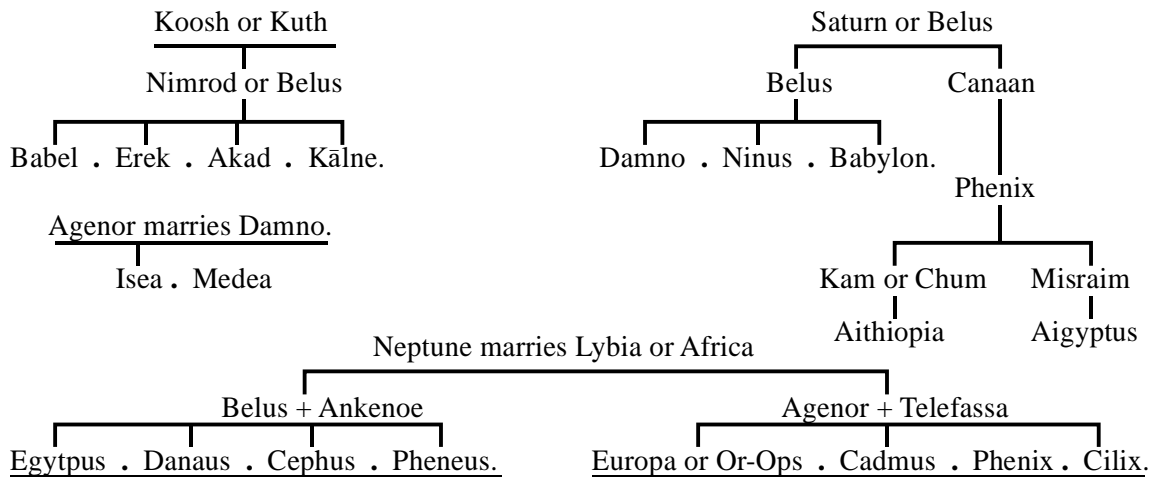 Koosh or Kuth
Saturn or Belus
Nimrod or Belus
Belus
Canaan
Babel . Erek . Akad . Kālne.
Damno . Ninus . Babylon.
Phenix
Agenor marries Damno.
Isea . Medea
Kam or Chum
Misraim
Aithiopia
Aigyptus
Neptune marries Lybia or Africa
Belus + Ankenoe
Agenor + Telefassa
Egytpus . Danaus . Cephus . Pheneus.
Europa or Or-Ops . Cadmus . Phenix . Cilix.